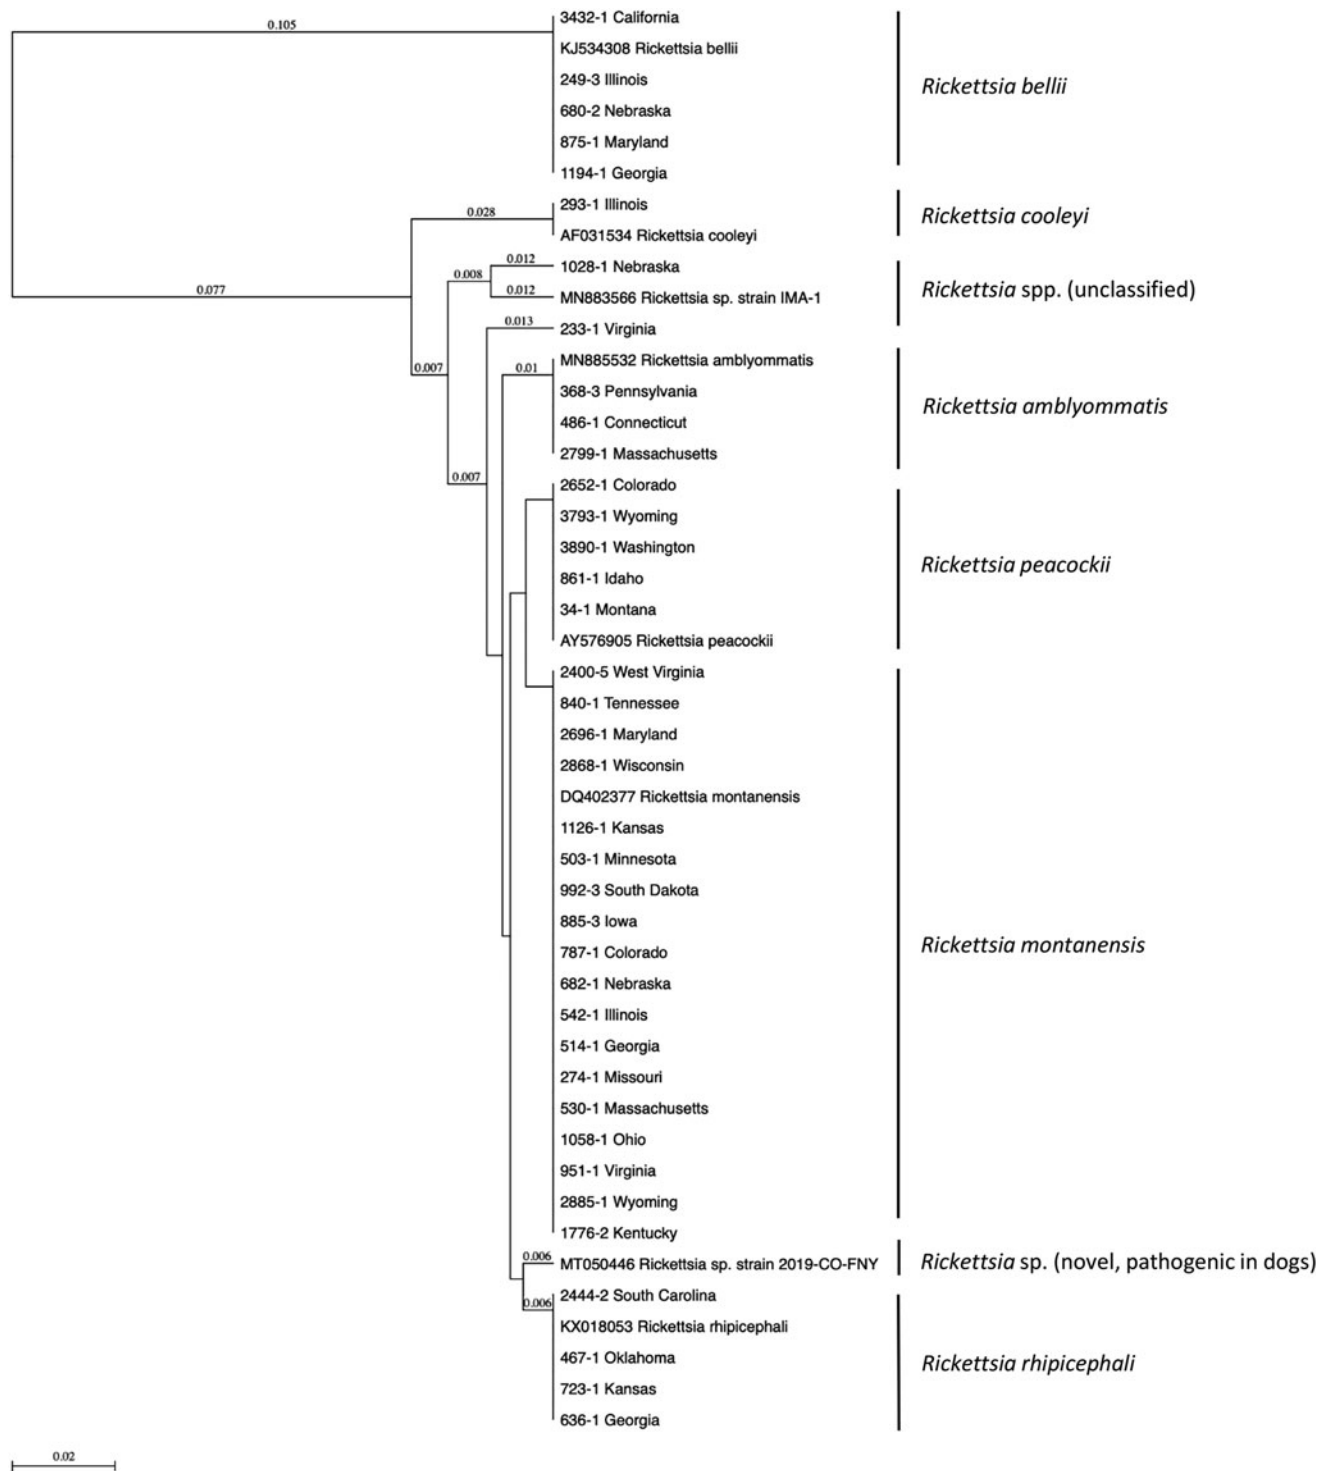 0.105
3432-1 California
KJ534308 Rickettsia bellii
249-3 Illinois
680-2 Nebraska
875-1 Maryland
1194-1 Georgia
Rickettsia bellii
0.028
293-1 Illinois
AF031534 Rickettsia cooleyi
Rickettsia cooleyi
0.077
0.007
0.008
0.012
1028-1 Nebraska
0.012
MN883566 Rickettsia sp. strain IMA-1
0.013
233-1 Virginia
Rickettsia spp. (unclassified)
0.007
0.01
MN885532 Rickettsia amblyommatis
368-3 Pennsylvania
486-1 Connecticut
2799-1 Massachusetts
Rickettsia amblyommatis
2652-1 Colorado
3793-1 Wyoming
3890-1 Washington
861-1 Idaho
34-1 Montana
AY576905 Rickettsia peacockii
Rickettsia peacockii
2400-5 West Virginia
840-1 Tennessee
2696-1 Maryland
2868-1 Wisconsin
DQ402377 Rickettsia montanensis
1126-1 Kansas
503-1 Minnesota
992-3 South Dakota
885-3 Iowa
787-1 Colorado
682-1 Nebraska
542-1 Illinois
514-1 Georgia
274-1 Missouri
530-1 Massachusetts
1058-1 Ohio
951-1 Virginia
2885-1 Wyoming
1776-2 Kentucky
Rickettsia montanensis
0.006
MT050446 Rickettsia sp. strain 2019-CO-FNY
Rickettsia sp. (novel, pathogenic in dogs)
0.006
2444-2 South Carolina
KX018053 Rickettsia rhipicephali
467-1 Oklahoma
723-1 Kansas
636-1 Georgia
Rickettsia rhipicephali
0.02